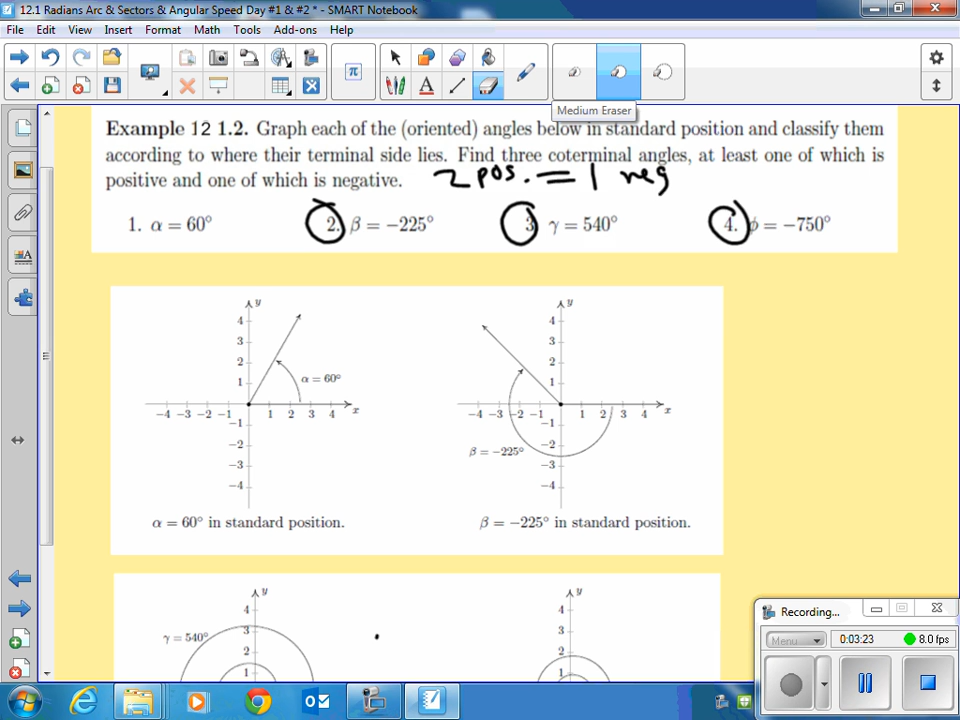 12.1 Radians Arc & Sectors & Angular Speed Day #1 & #2 * - SMART Notebook
File Edit View Insert Format Math Tools Add-ons Help
π
A
Medium Eraser
Example 12 1.2. Graph each of the (oriented) angles below in standard position and classify them
according to where their terminal side lies. Find three coterminal angles, at least one of which is
positive and one of which is negative. 2 pos. = 1 neg
1. α = 60° 2. β = −225° 3 γ = 540° 4. ϕ = −750°
y
4
3
2
1
α = 60°
−4 −3 −2 −1 1 2 3 4 x
−1
−2
−3
−4
α = 60° in standard position.
y
4
3
2
1
−4 −3 −2 −1 1 2 3 4 x
−1
−2
β = −225°
−3
−4
β = −225° in standard position.
y
4
γ = 540°
3
2
1
y
4
3
2
1
Recording...
Menu 0:03:23 8.0 fps